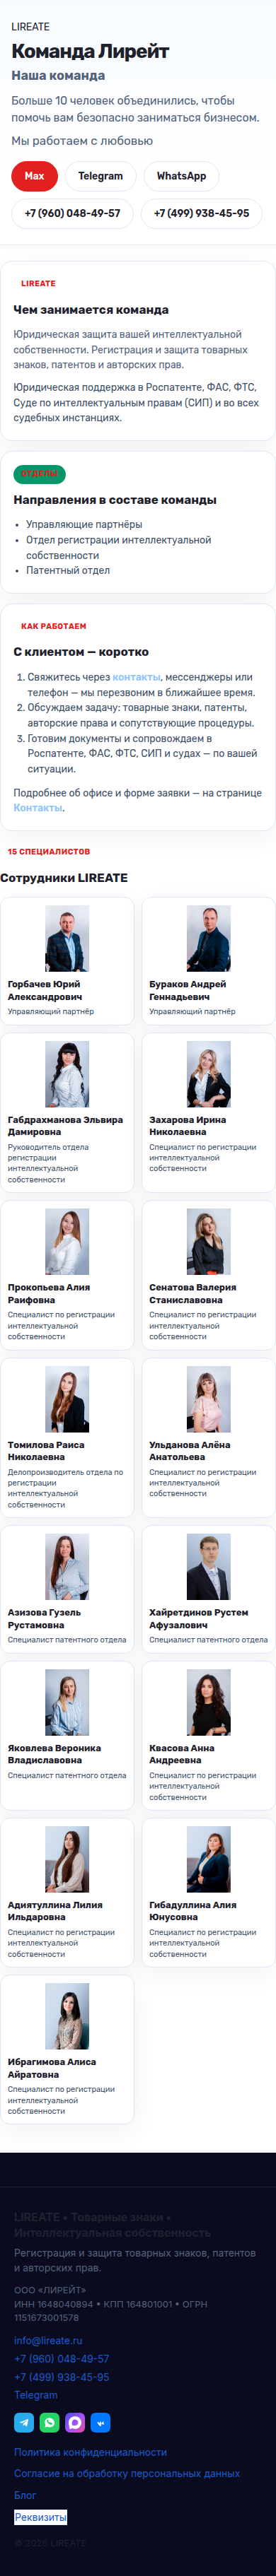 LIREATE
Команда Лирейт
Наша команда
Больше 10 человек объединились, чтобы
помочь вам безопасно заниматься бизнесом.
Мы работаем с любовью
Max
Telegram
WhatsApp
+7 (960) 048-49-57
+7 (499) 938-45-95
LIREATE
Чем занимается команда
Юридическая защита вашей интеллектуальной
собственности. Регистрация и защита товарных
знаков, патентов и авторских прав.
Юридическая поддержка в Роспатенте, ФАС, ФТС,
Суде по интеллектуальным правам (СИП) и во всех
судебных инстанциях.
ОТДЕЛЫ
Направления в составе команды
• Управляющие партнёры
• Отдел регистрации интеллектуальной
собственности
• Патентный отдел
КАК РАБОТАЕМ
С клиентом — коротко
1. Свяжитесь через контакты, мессенджеры или
телефон — мы перезвоним в ближайшее время.
2. Обсуждаем задачу: товарные знаки, патенты,
авторские права и сопутствующие процедуры.
3. Готовим документы и сопровождаем в
Роспатенте, ФАС, ФТС, СИП и судах — по вашей
ситуации.
Подробнее об офисе и форме заявки — на странице
Контакты.
15 СПЕЦИАЛИСТОВ
Сотрудники LIREATE
Горбачев Юрий
Александрович
Управляющий партнёр
Бураков Андрей
Геннадьевич
Управляющий партнёр
Габдрахманова Эльвира
Дамировна
Руководитель отдела
регистрации
интеллектуальной
собственности
Захарова Ирина
Николаевна
Специалист по регистрации
интеллектуальной
собственности
Прокопьева Алия
Раифовна
Специалист по регистрации
интеллектуальной
собственности
Сенатова Валерия
Станиславовна
Специалист по регистрации
интеллектуальной
собственности
Томилова Раиса
Николаевна
Делопроизводитель отдела по
регистрации
интеллектуальной
собственности
Ульданова Алёна
Анатольева
Специалист по регистрации
интеллектуальной
собственности
Азизова Гузель
Рустамовна
Специалист патентного отдела
Хайретдинов Рустем
Афузалович
Специалист патентного отдела
Яковлева Вероника
Владиславовна
Специалист патентного отдела
Квасова Анна
Андреевна
Специалист по регистрации
интеллектуальной
собственности
Адиятуллина Лилия
Ильдаровна
Специалист по регистрации
интеллектуальной
собственности
Гибадуллина Алия
Юнусовна
Специалист по регистрации
интеллектуальной
собственности
Ибрагимова Алиса
Айратовна
Специалист по регистрации
интеллектуальной
собственности
LIREATE • Товарные знаки •
Интеллектуальная собственность
Регистрация и защита товарных знаков, патентов
и авторских прав.
ООО «ЛИРЕЙТ»
ИНН 1648040894 • КПП 164801001 • ОГРН
1151673001578
info@lireate.ru
+7 (960) 048-49-57
+7 (499) 938-45-95
Telegram
Политика конфиденциальности
Согласие на обработку персональных данных
Блог
Реквизиты
© 2026 LIREATE